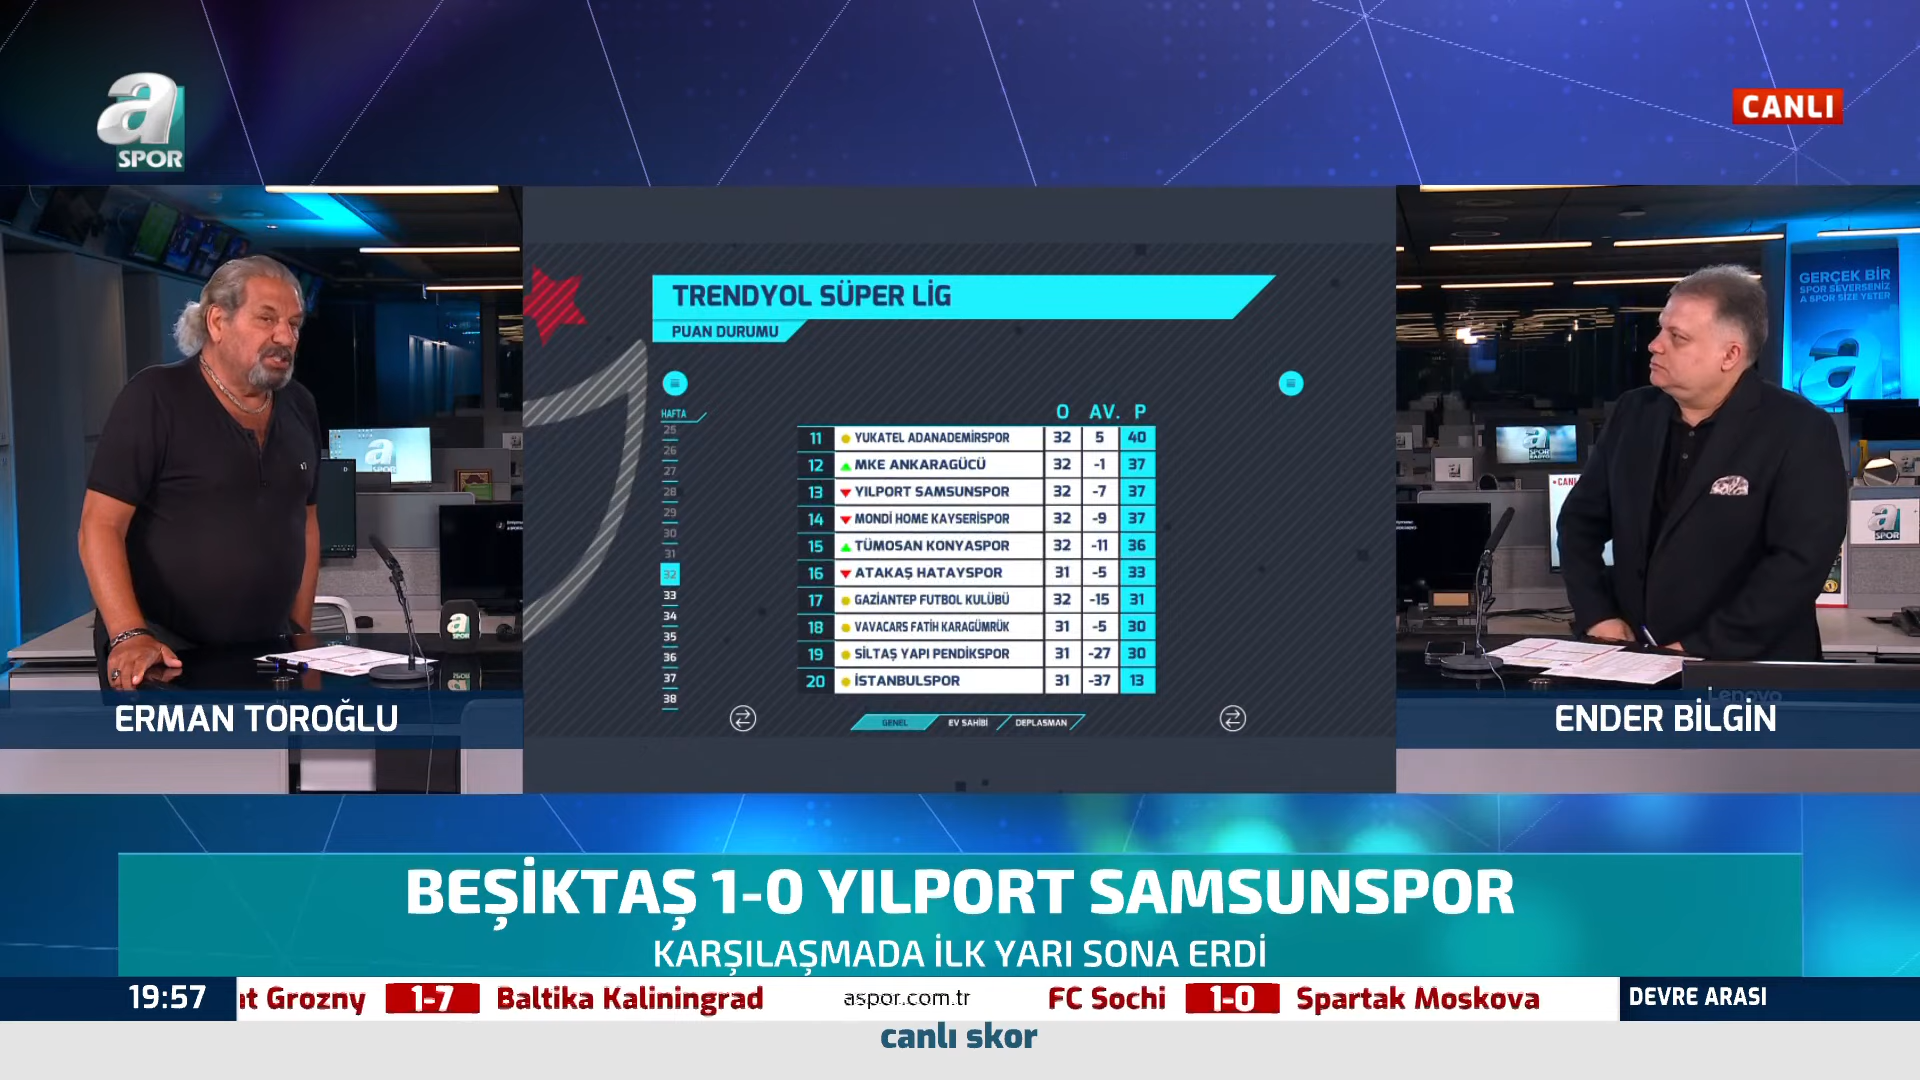 a
SPOR
CANLI
GERÇEK BİR
SPOR SEVERSENİZ
A SPOR SİZE YETER
TRENDYOL SÜPER LİG
PUAN DURUMU
HAFTA
25
26
27
28
29
30
31
32
33
34
35
36
37
38
O AV. P
11 YUKATEL ADANADEMİRSPOR 32 5 40
12 MKE ANKARAGÜCÜ 32 -1 37
13 YILPORT SAMSUNSPOR 32 -7 37
14 MONDİ HOME KAYSERİSPOR 32 -9 37
15 TÜMOSAN KONYASPOR 32 -11 36
16 ATAKAŞ HATAYSPOR 31 -5 33
17 GAZİANTEP FUTBOL KULÜBÜ 32 -15 31
18 VAVACARS FATİH KARAGÜMRÜK 31 -5 30
19 SİLTAŞ YAPI PENDİKSPOR 31 -27 30
20 İSTANBULSPOR 31 -37 13
GENEL EV SAHİBİ DEPLASMAN
ERMAN TOROĞLU
Lenovo
ENDER BİLGİN
BEŞİKTAŞ 1-0 YILPORT SAMSUNSPOR
KARŞILAŞMADA İLK YARI SONA ERDİ
19:57 at Grozny 1-7 Baltika Kaliningrad aspor.com.tr FC Sochi 1-0 Spartak Moskova DEVRE ARASI
canlı skor